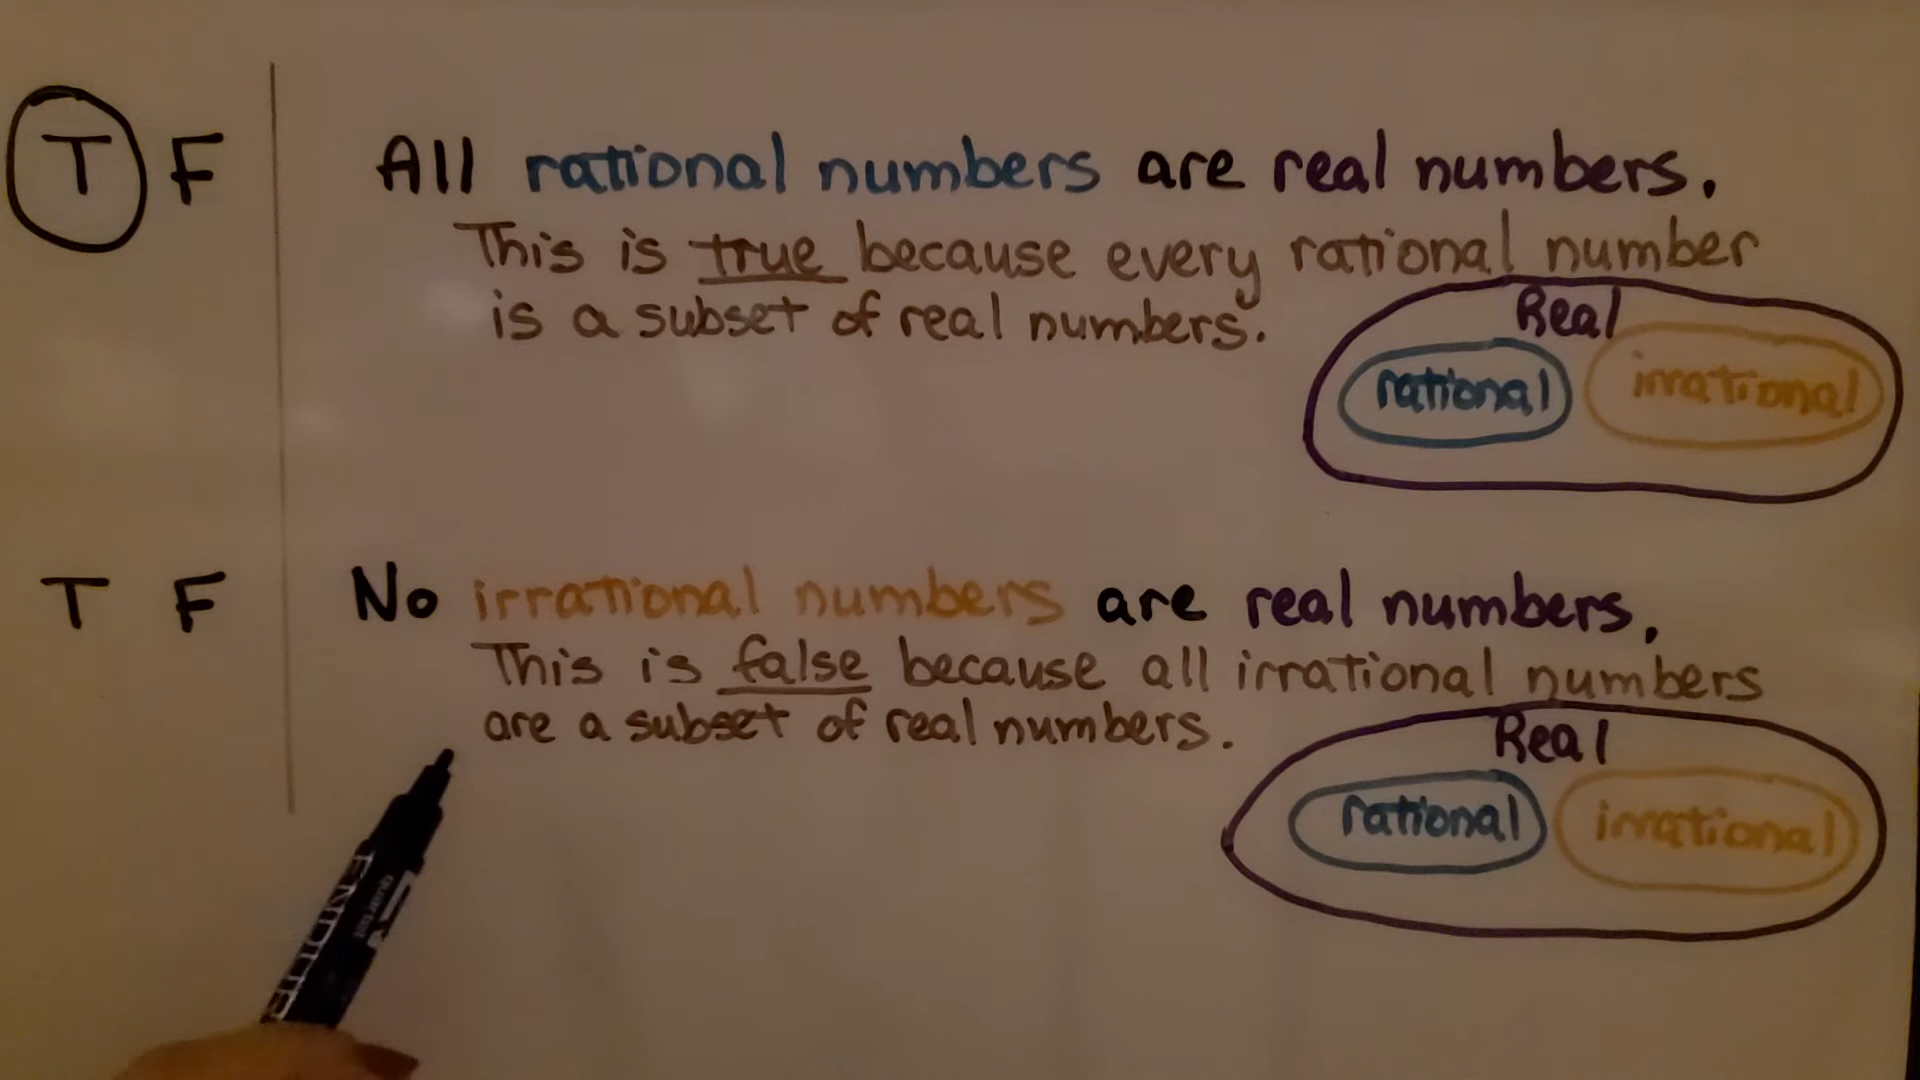 T F All rational numbers are real numbers.
This is true because every rational number
is a subset of real numbers.
Real
rational irrational
T F No irrational numbers are real numbers.
This is false because all irrational numbers
are a subset of real numbers.
Real
rational irrational